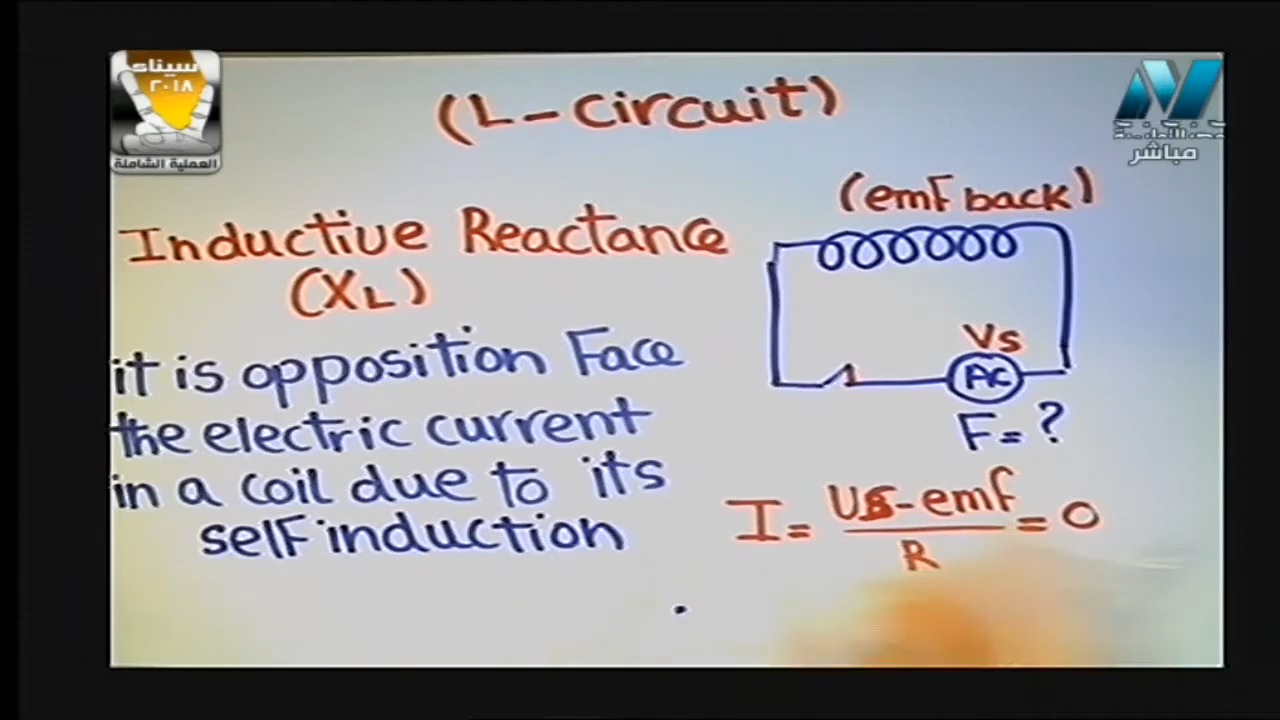 سيناء
٢٠١٨
العملية الشاملة
مباشر
(L-Circuit)
Inductive Reactance
(XL)
it is opposition Face
the electric current
in a coil due to its
self induction
(emf back)
Vs
AC
F=?
I= Vs-emf
R
=0